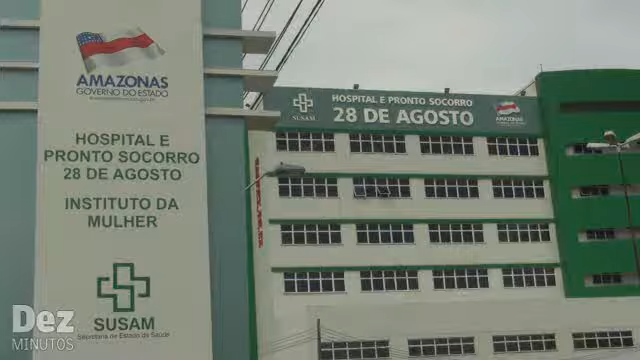 AMAZONAS
GOVERNO DO ESTADO
HOSPITAL E
PRONTO SOCORRO
28 DE AGOSTO
INSTITUTO DA
MULHER
SUSAM
Secretaria de Estado da Saúde
HOSPITAL E PRONTO SOCORRO
28 DE AGOSTO
SUSAM
AMAZONAS
Dez
MINUTOS